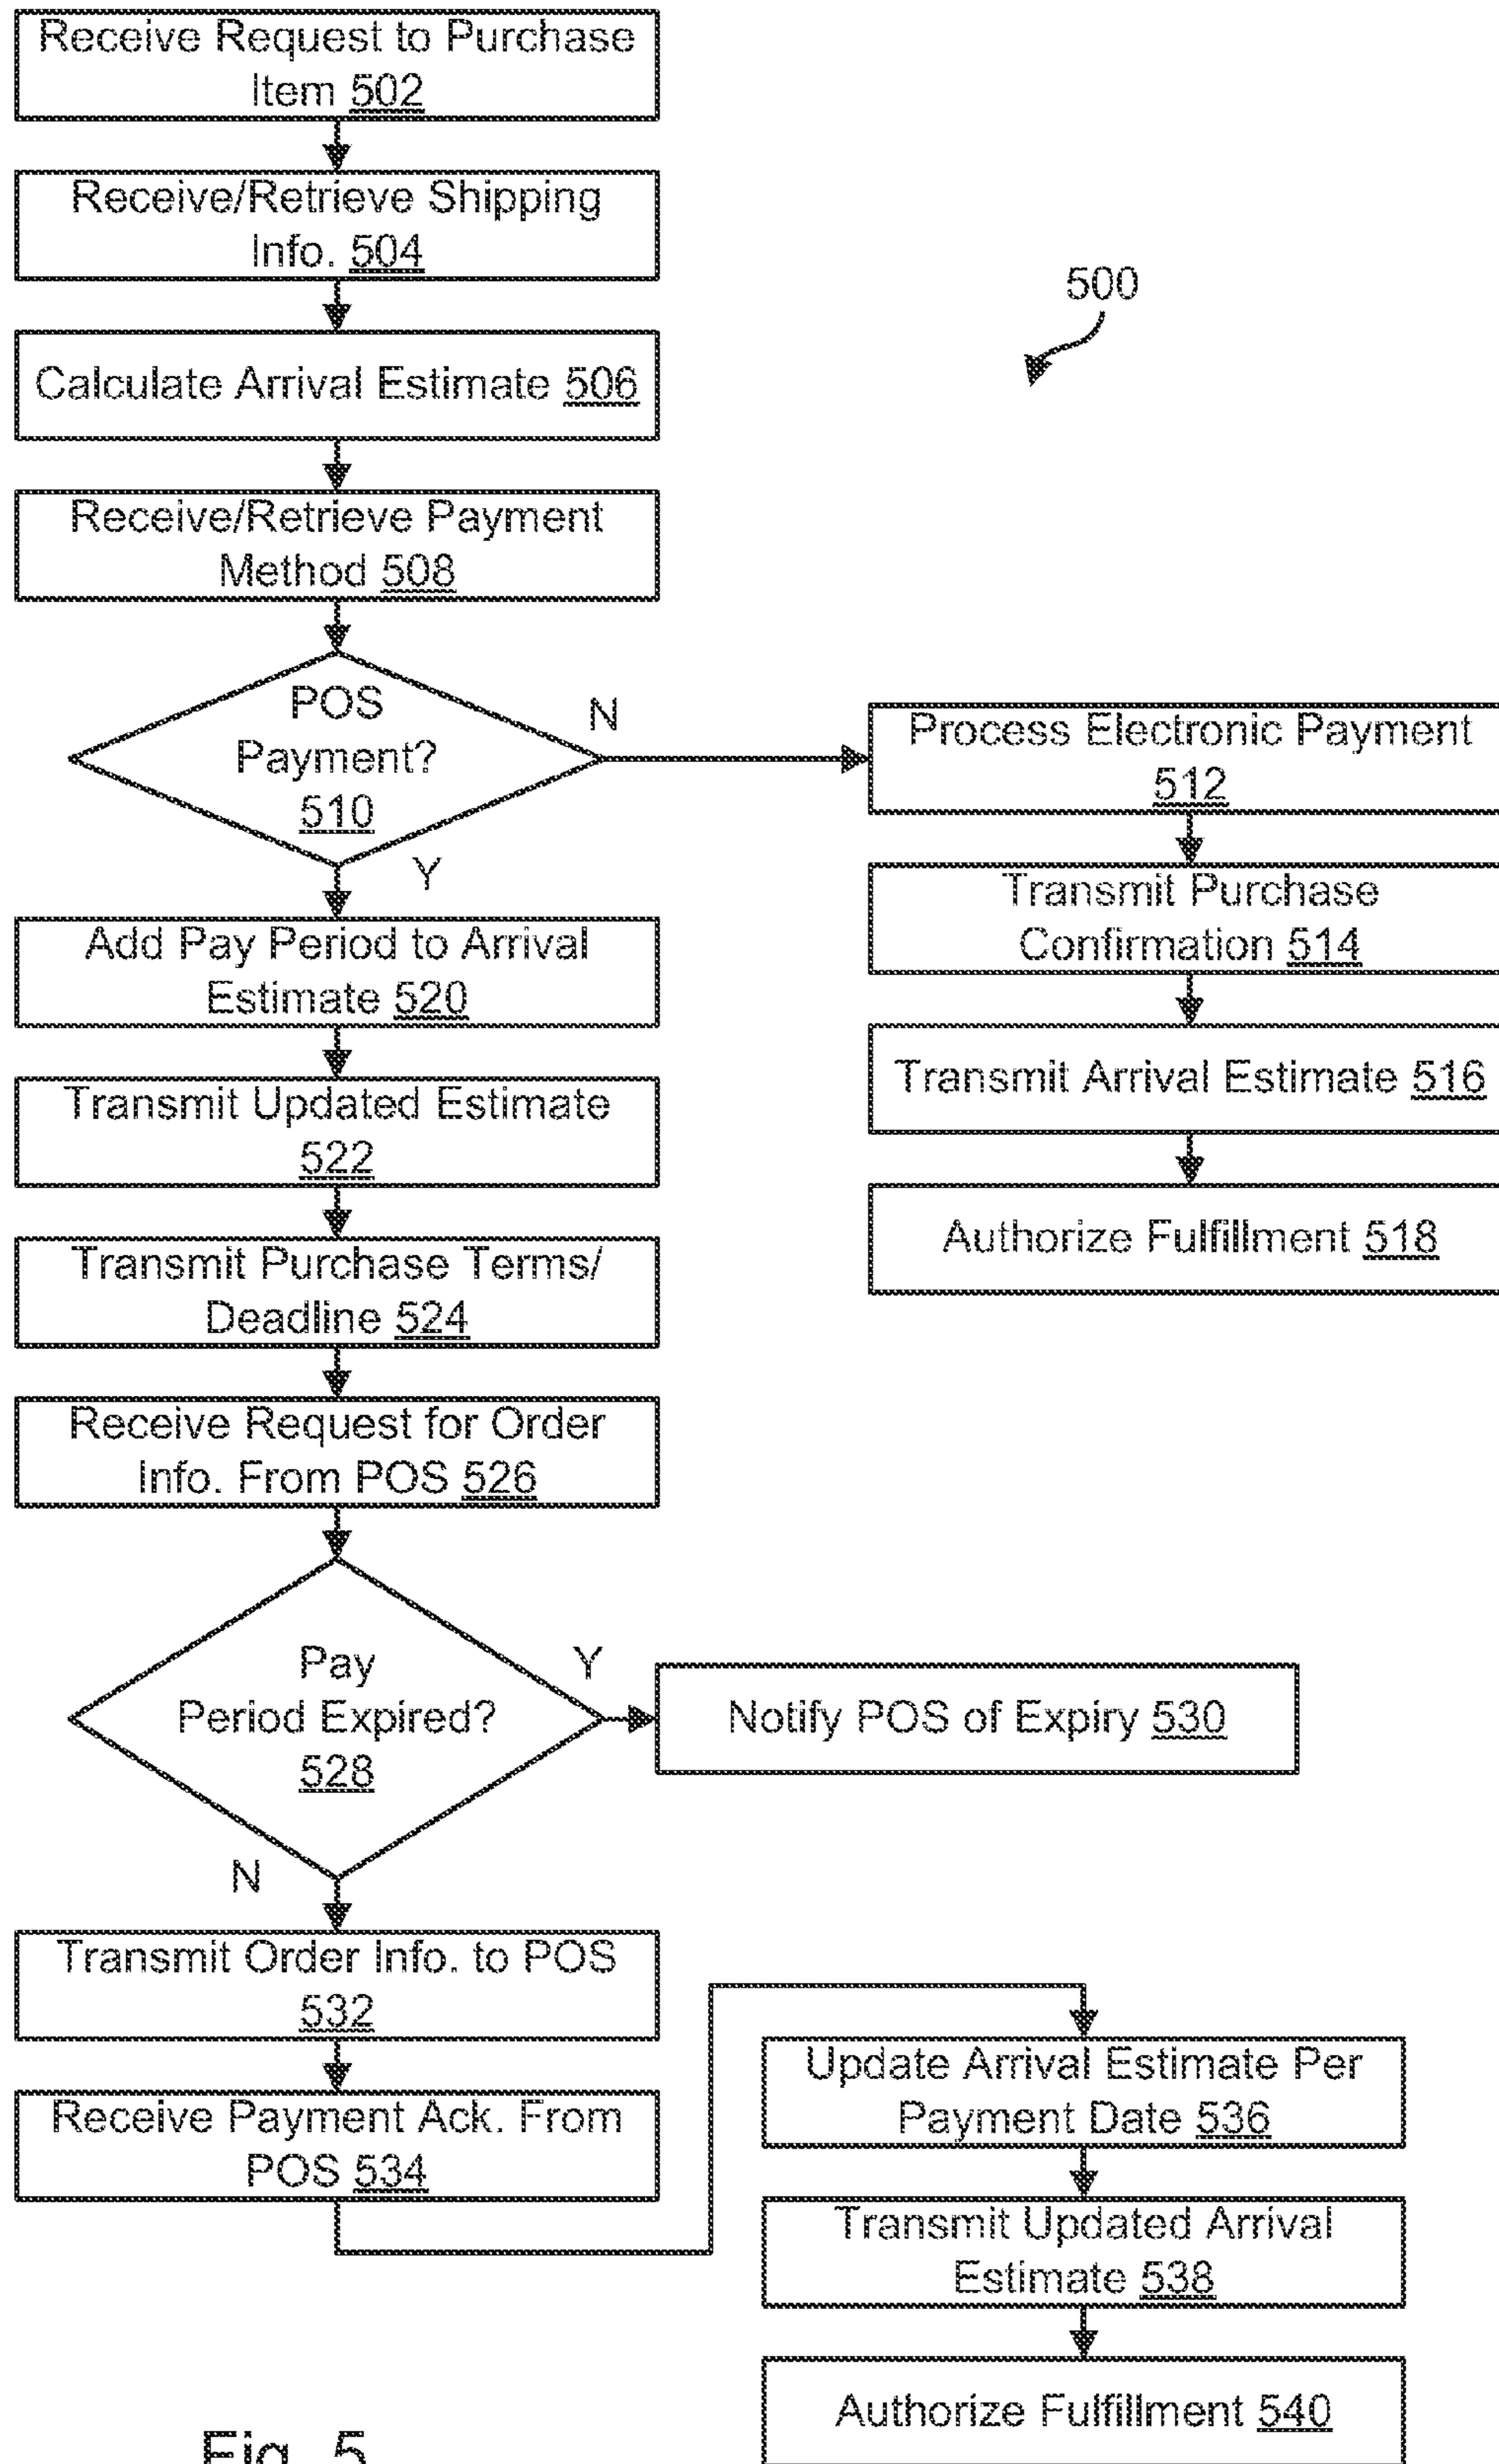 Receive Request to Purchase
Item 502
Receive/Retrieve Shipping
Info. 504
500
Calculate Arrival Estimate 506
Receive/Retrieve Payment
Method 508
POS
Payment?
510
N
Y
Process Electronic Payment
512
Transmit Purchase
Confirmation 514
Transmit Arrival Estimate 516
Authorize Fulfillment 518
Add Pay Period to Arrival
Estimate 520
Transmit Updated Estimate
522
Transmit Purchase Terms/
Deadline 524
Receive Request for Order
Info. From POS 526
Pay
Period Expired?
528
Y
N
Notify POS of Expiry 530
Transmit Order Info. to POS
532
Receive Payment Ack. From
POS 534
Update Arrival Estimate Per
Payment Date 536
Transmit Updated Arrival
Estimate 538
Authorize Fulfillment 540
Fig. 5